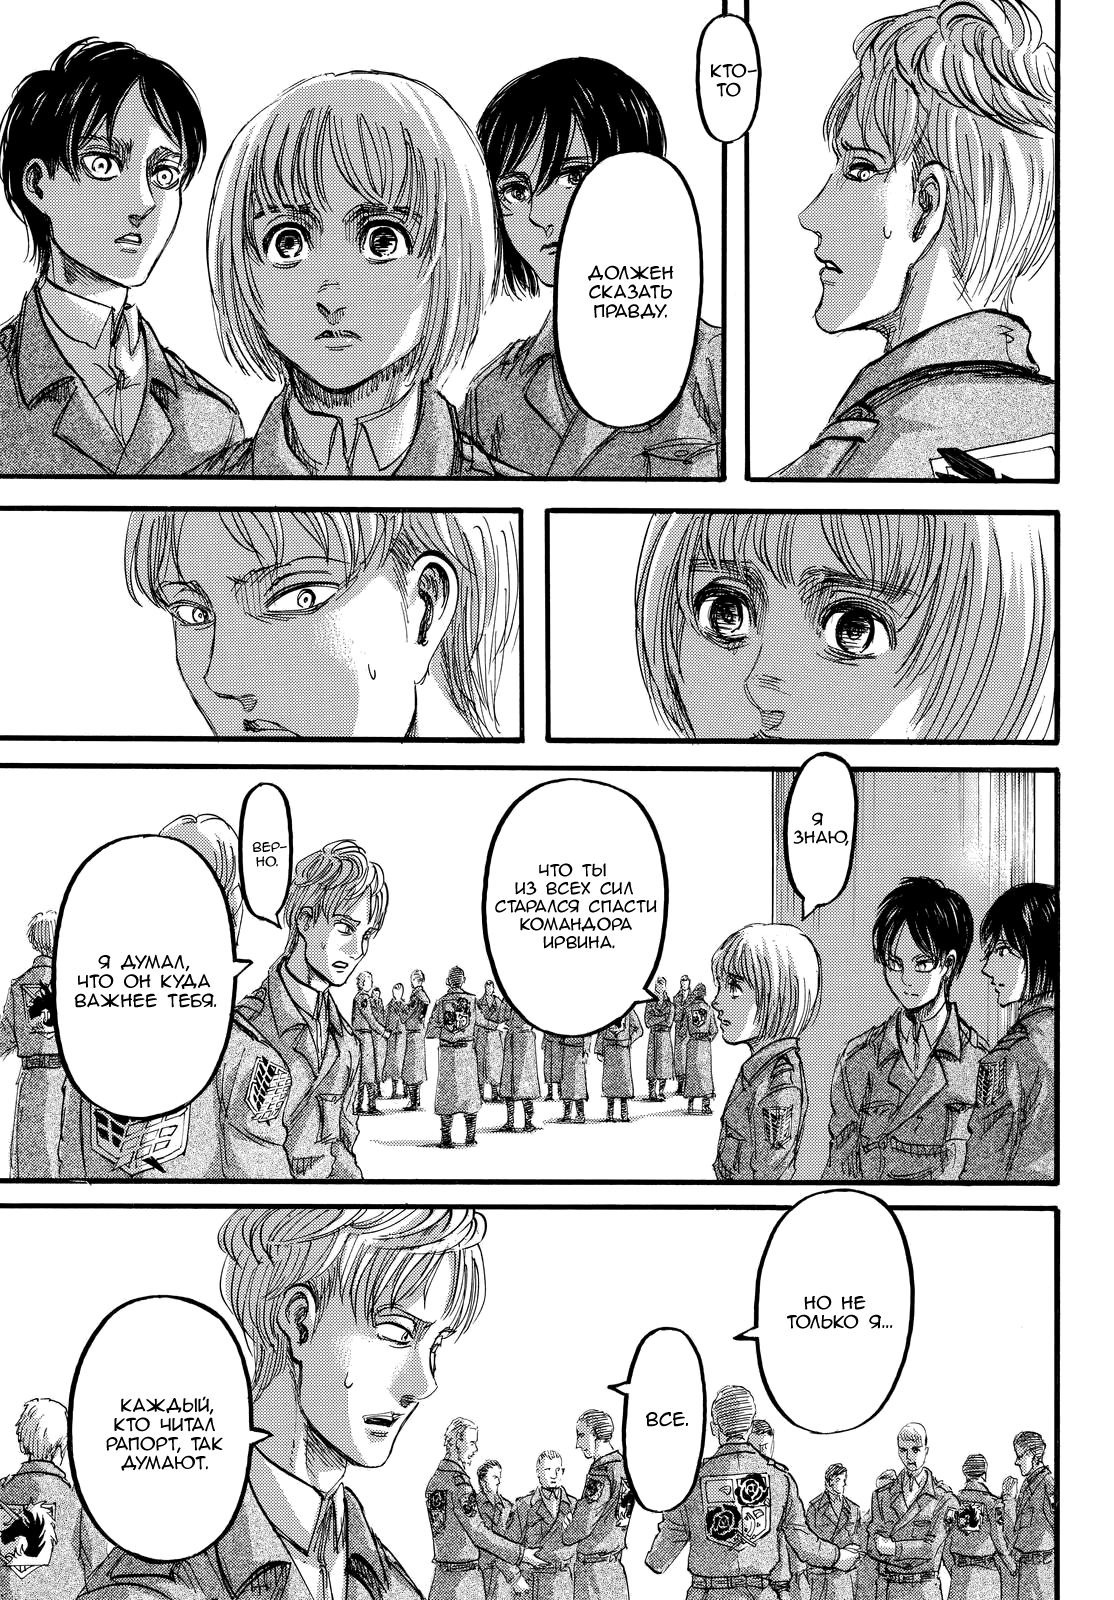 КТО-
ТО
ДОЛЖЕН
СКАЗАТЬ
ПРАВДУ.
Я
ЗНАЮ,
ЧТО ТЫ
ИЗ ВСЕХ СИЛ
СТАРАЛСЯ СПАСТИ
КОМАНДОРА
ИРВИНА.
ВЕР-
НО.
Я ДУМАЛ,
ЧТО ОН КУДА
ВАЖНЕЕ ТЕБЯ.
НО НЕ
ТОЛЬКО Я...
ВСЕ.
КАЖДЫЙ,
КТО ЧИТАЛ
РАПОРТ, ТАК
ДУМАЮТ.